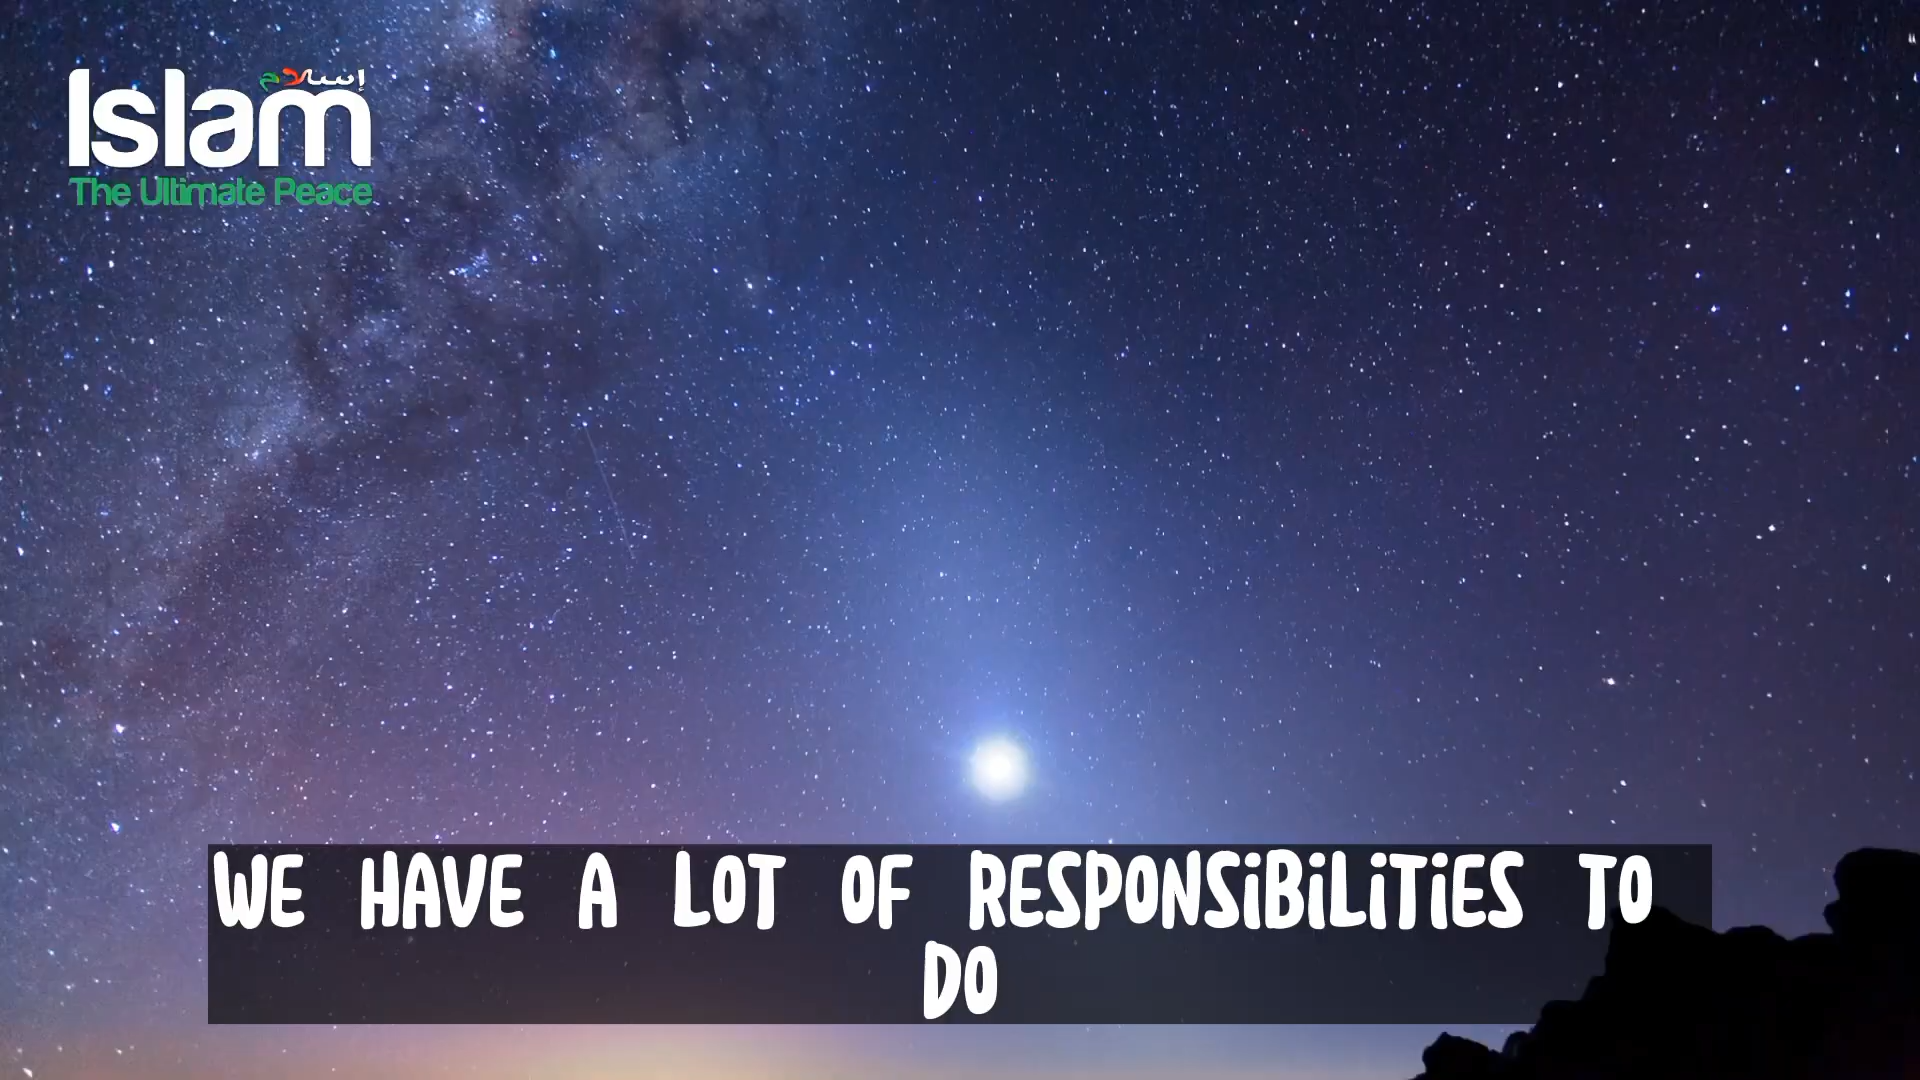 إسلام
Islam
The Ultimate Peace
WE HAVE A LOT OF RESPONSiBiLiTiES TO
DO